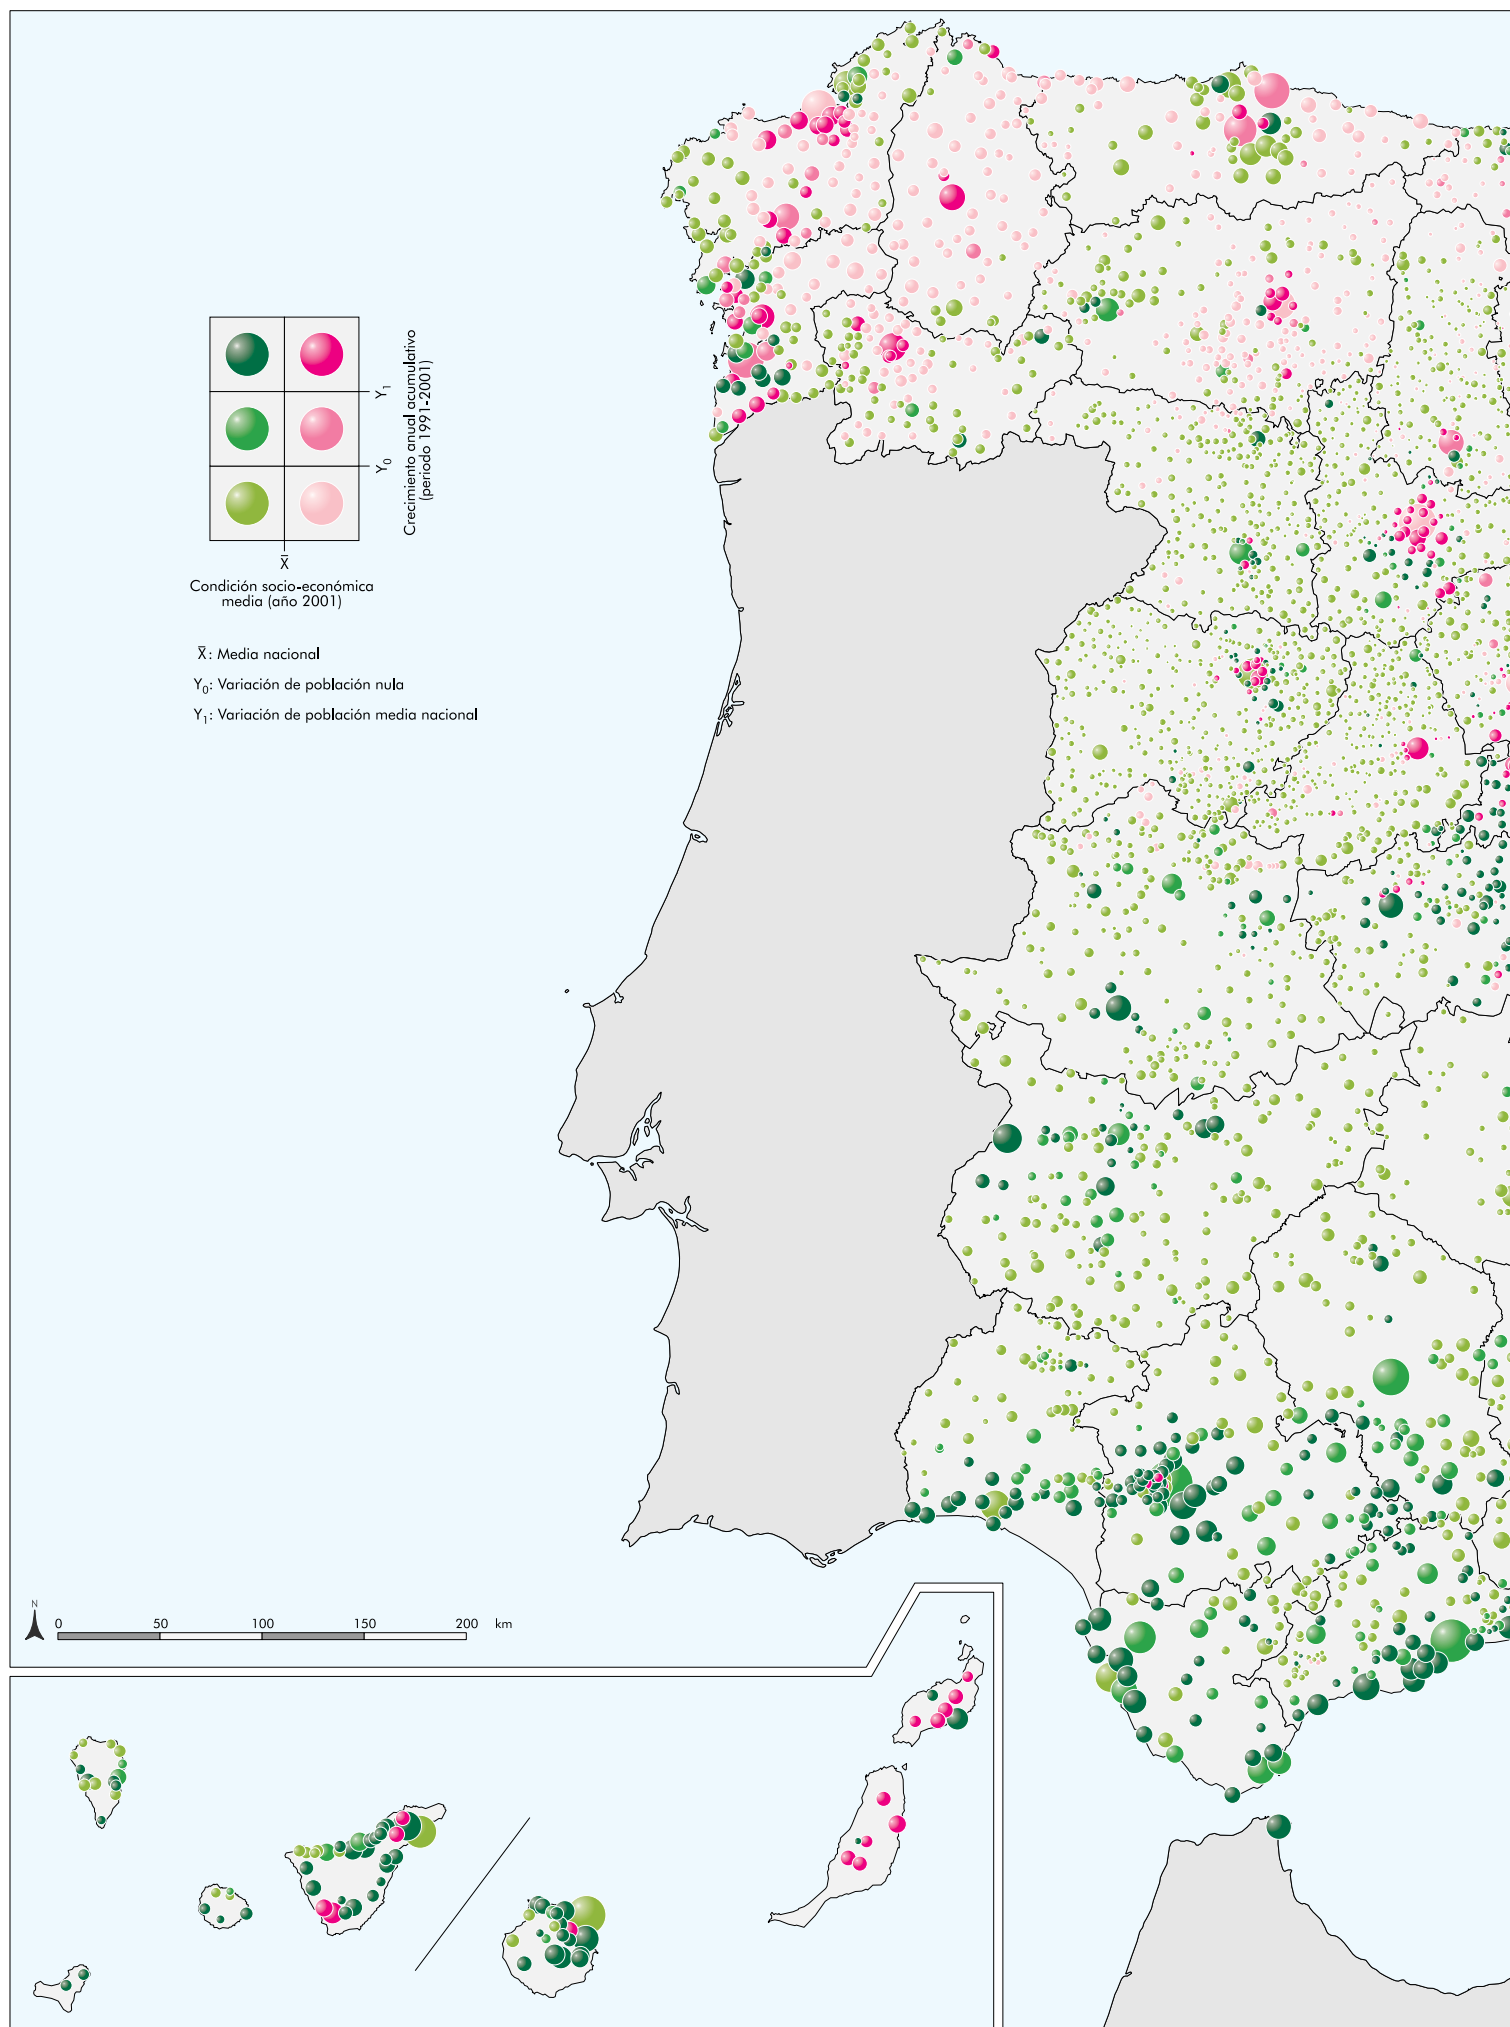 Y₁
Y₀
Crecimiento anual acumulativo
(periodo 1991-2001)
X̄
Condición socio-económica
media (año 2001)
X̄: Media nacional
Y₀: Variación de población nula
Y₁: Variación de población media nacional
N
0 50 100 150 200 km